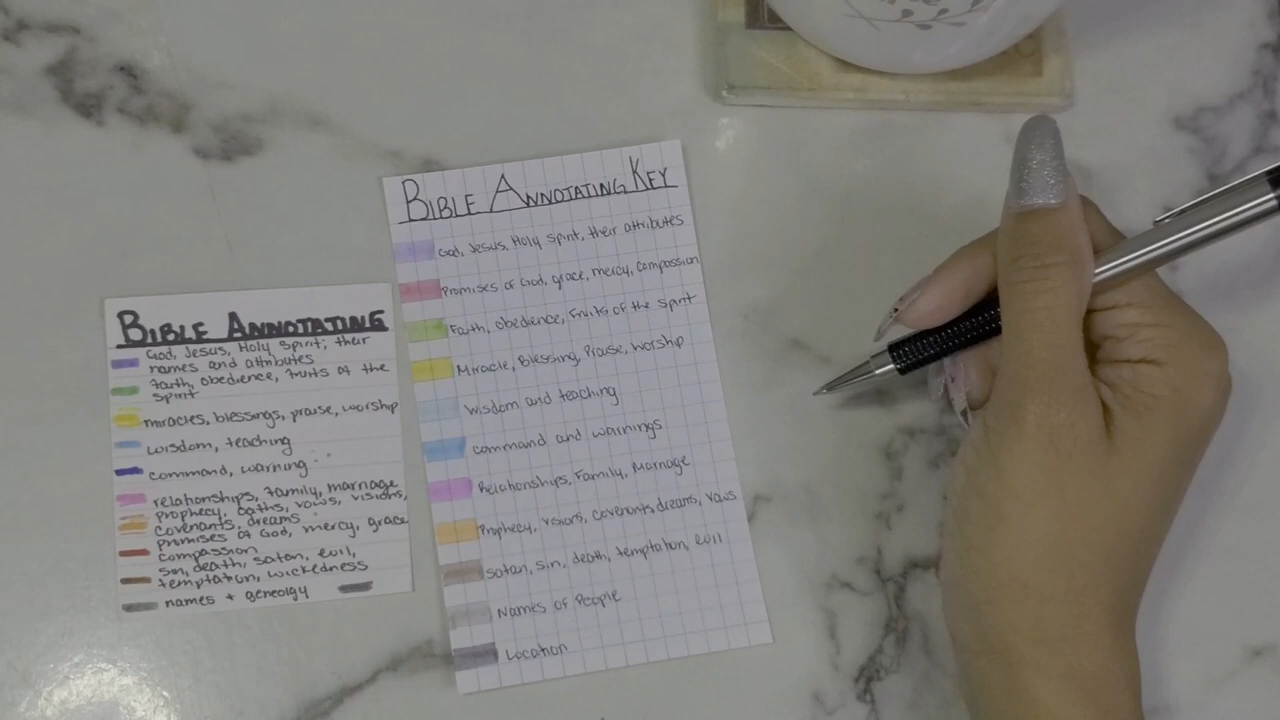 BIBLE ANNOTATING
God, Jesus, Holy Spirit; their
names and attributes
faith, obedience, fruits of the
spirit
miracles, blessings, praise, worship
wisdom, teaching
command, warning
relationships, family, marriage
prophecy, oaths, vows, visions,
covenants, dreams
promises of God, mercy, grace
compassion
sin, death, satan, evil,
temptation, wickedness
names + geneolgy
BIBLE ANNOTATING KEY
God, Jesus, Holy Spirit, their attributes
Promises of God, grace, mercy, compassion
Faith, obedience, Fruits of the Spirit
Miracle, Blessing, Praise, Worship
Wisdom and teaching
command and warnings
Relationships, Family, Marriage
Prophecy, visions, covenants, dreams, vows
Satan, sin, death, temptation, evil
Names of People
Location